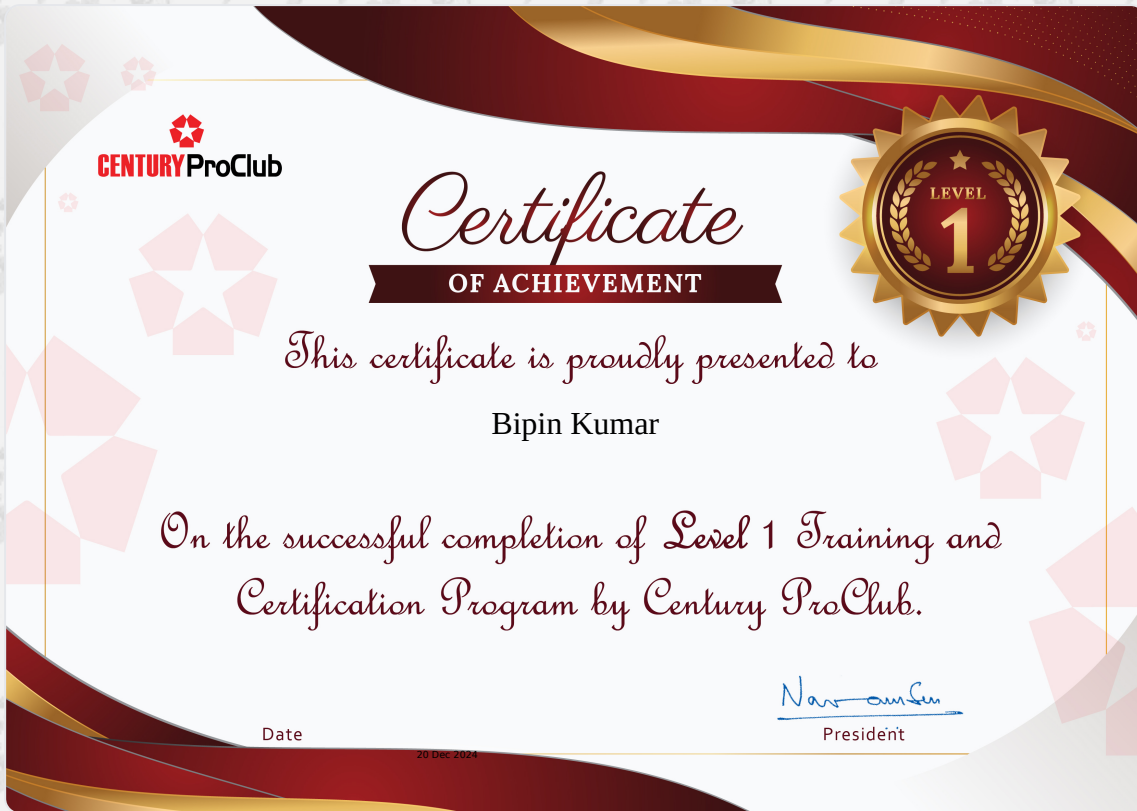 CENTURY ProClub
LEVEL
1
Certificate
OF ACHIEVEMENT
This certificate is proudly presented to
Bipin Kumar
On the successful completion of Level 1 Training and
Certification Program by Century ProClub.
Date
President
20 Dec 2024